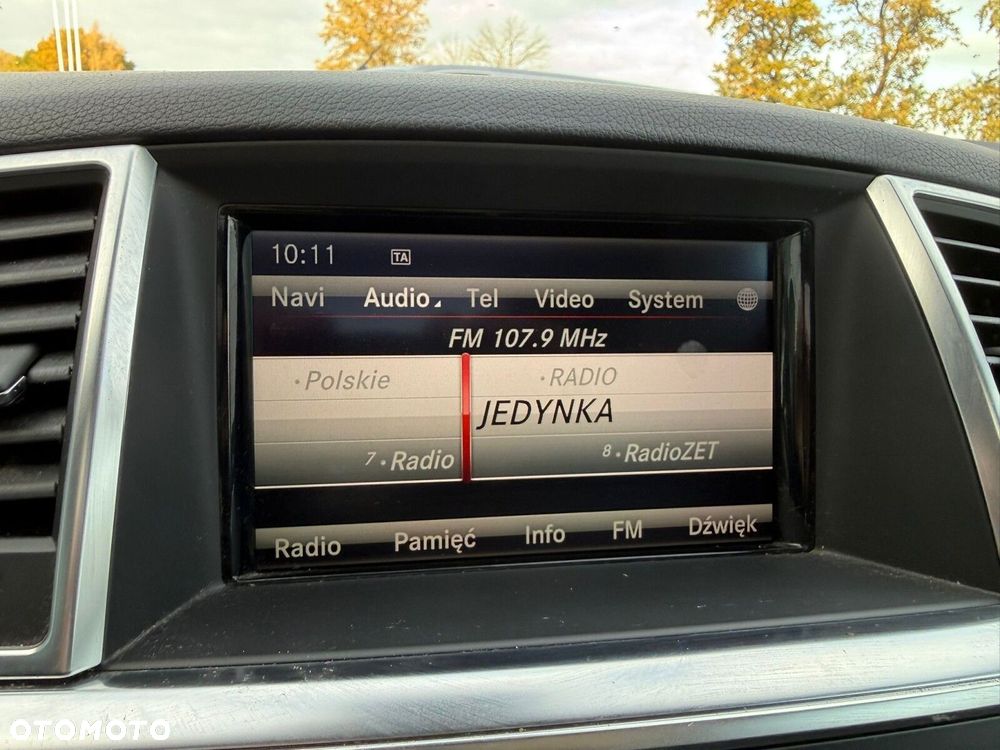 10:11 TA
Navi Audio Tel Video System
FM 107.9 MHz
•Polskie •RADIO
JEDYNKA
7•Radio 8•RadioZET
Radio Pamięć Info FM Dźwięk
OTOMOTO